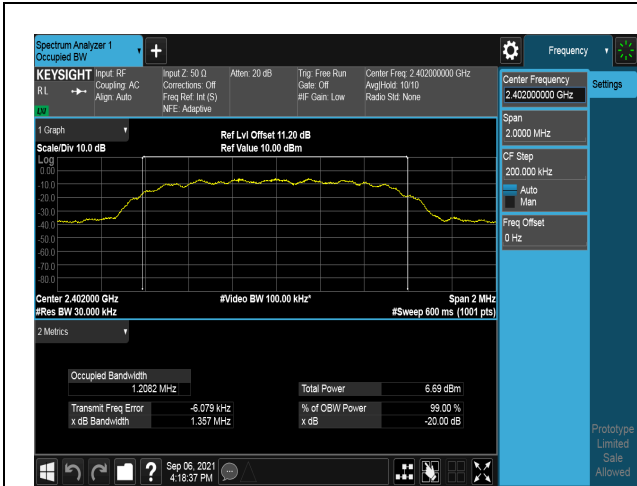 Spectrum Analyzer 1
Occupied BW
Frequency
KEYSIGHT
Input: RF
Input Z: 50 Ω
Atten: 20 dB
Trig: Free Run
Center Freq: 2.402000000 GHz
R L
Coupling: AC
Corrections: Off
Gate: Off
Avg|Hold: 10/10
Align: Auto
Freq Ref: Int (S)
#IF Gain: Low
Radio Std: None
NFE: Adaptive
Center Frequency
2.402000000 GHz
Settings
Span
2.0000 MHz
CF Step
200.000 kHz
Auto
Man
Freq Offset
0 Hz
1 Graph
Ref Lvl Offset 11.20 dB
Scale/Div 10.0 dB
Ref Value 10.00 dBm
Log
0.00
-10.0
-20.0
-30.0
-40.0
-50.0
-60.0
-70.0
-80.0
Center 2.402000 GHz
#Video BW 100.00 kHz*
Span 2 MHz
#Res BW 30.000 kHz
#Sweep 600 ms (1001 pts)
2 Metrics
Occupied Bandwidth
1.2082 MHz
Total Power
6.69 dBm
Transmit Freq Error
-6.079 kHz
% of OBW Power
99.00 %
x dB Bandwidth
1.357 MHz
x dB
-20.00 dB
Prototype
Limited
Sale
Allowed
?
Sep 06, 2021
4:18:37 PM